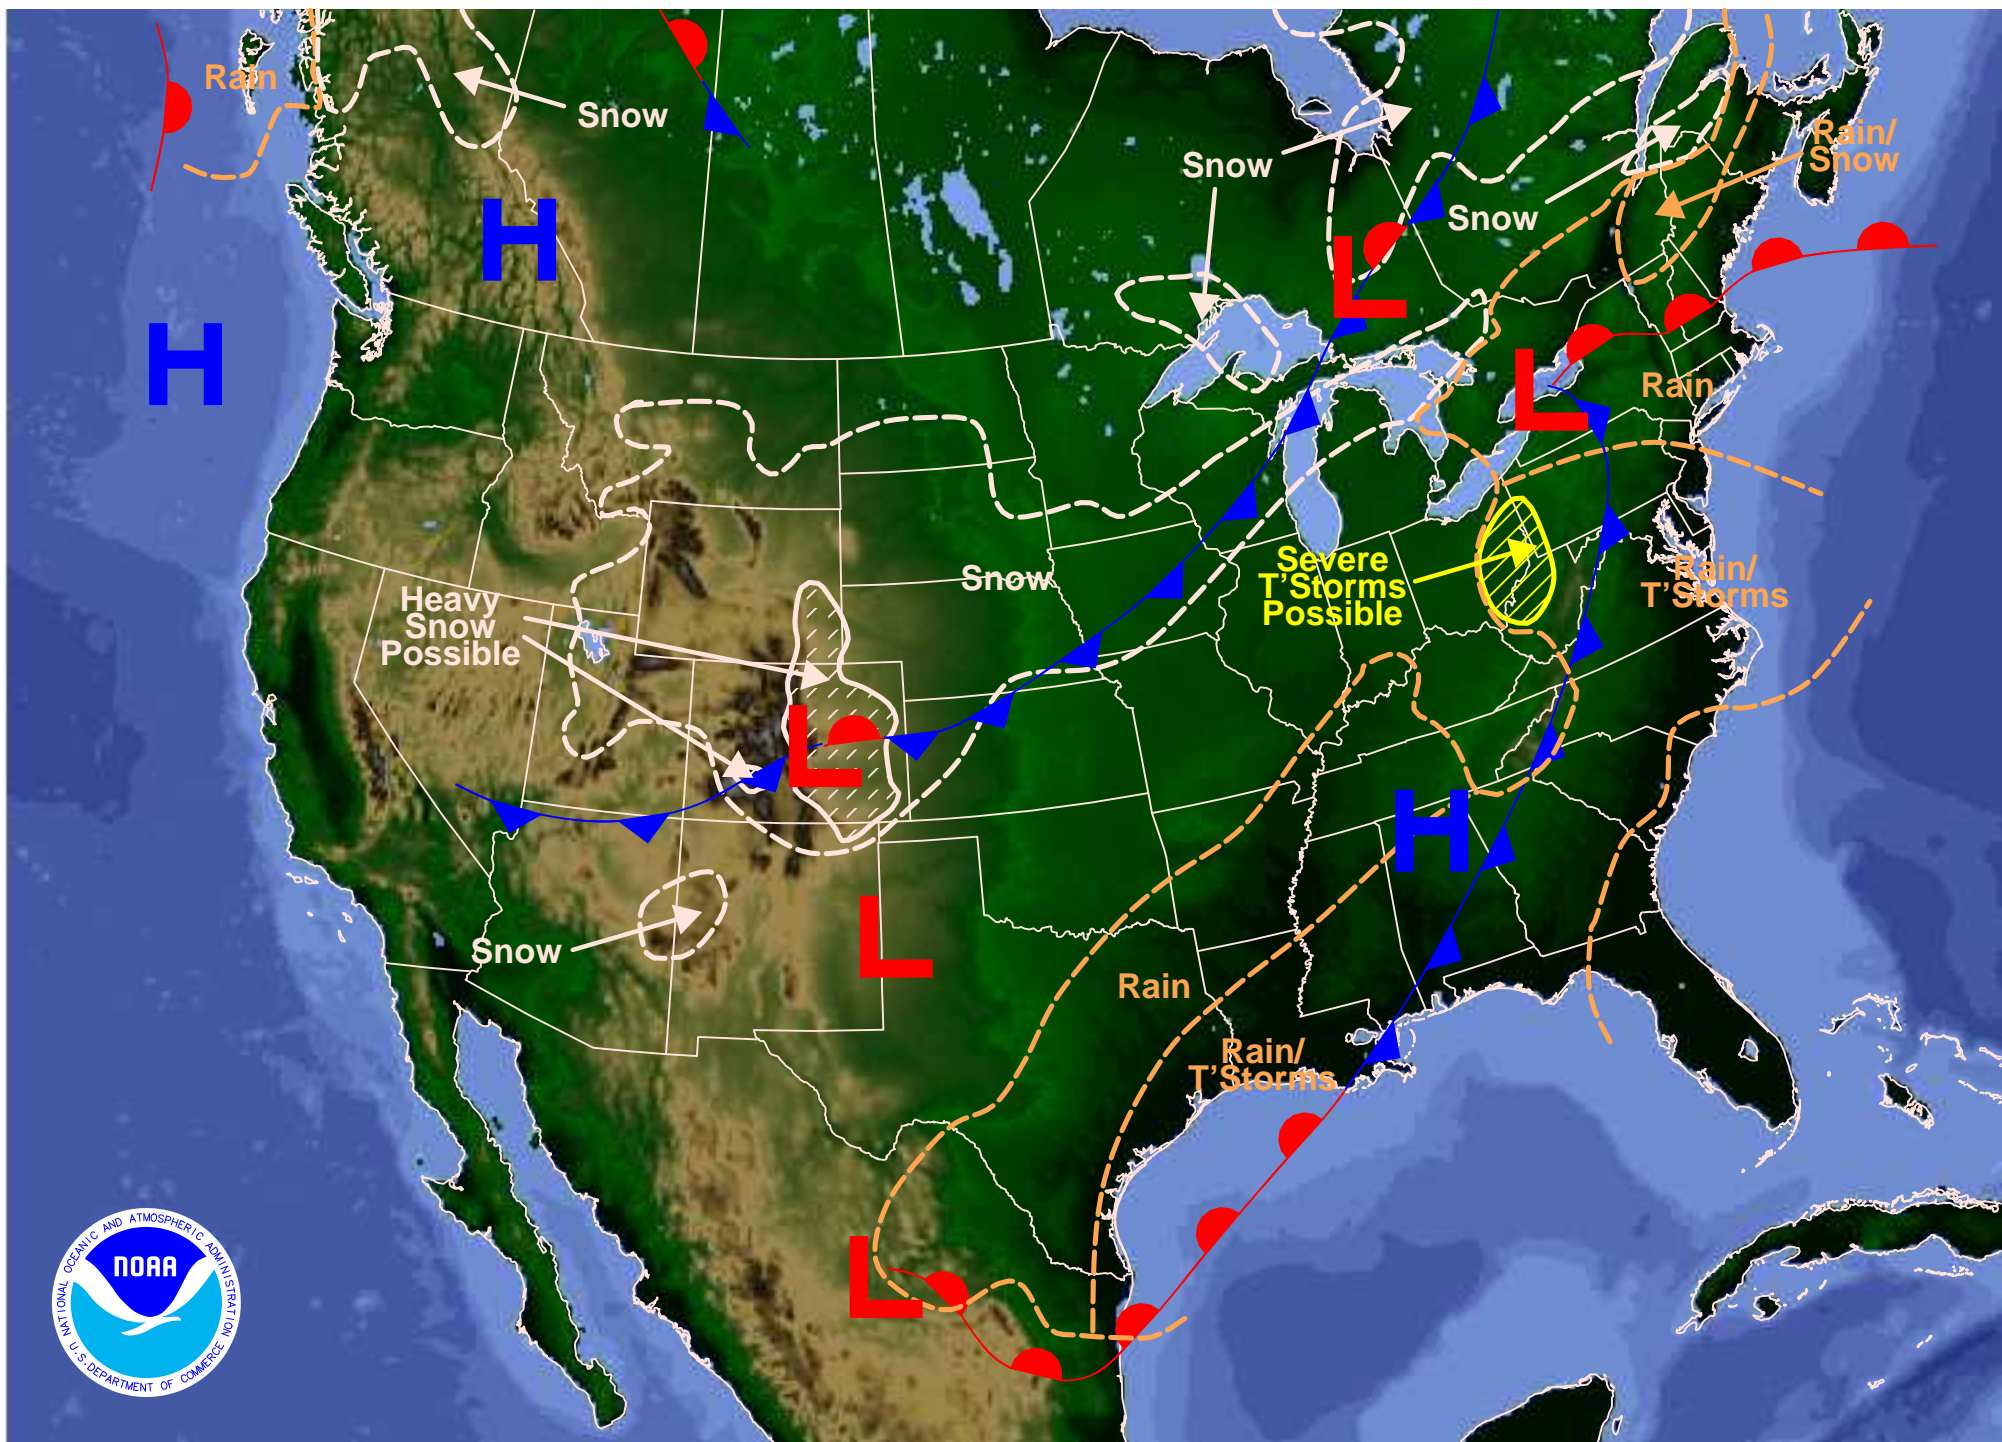 Rain
Snow
H
H
Snow
Snow
Rain/
Snow
Snow
L
L
Rain
Severe
T'Storms
Possible
Snow
Rain/
T'Storms
Heavy
Snow
Possible
L
H
L
Snow
Rain
Rain/
T'Storms
L
NATIONAL OCEANIC AND ATMOSPHERIC ADMINISTRATION
NOAA
U.S. DEPARTMENT OF COMMERCE